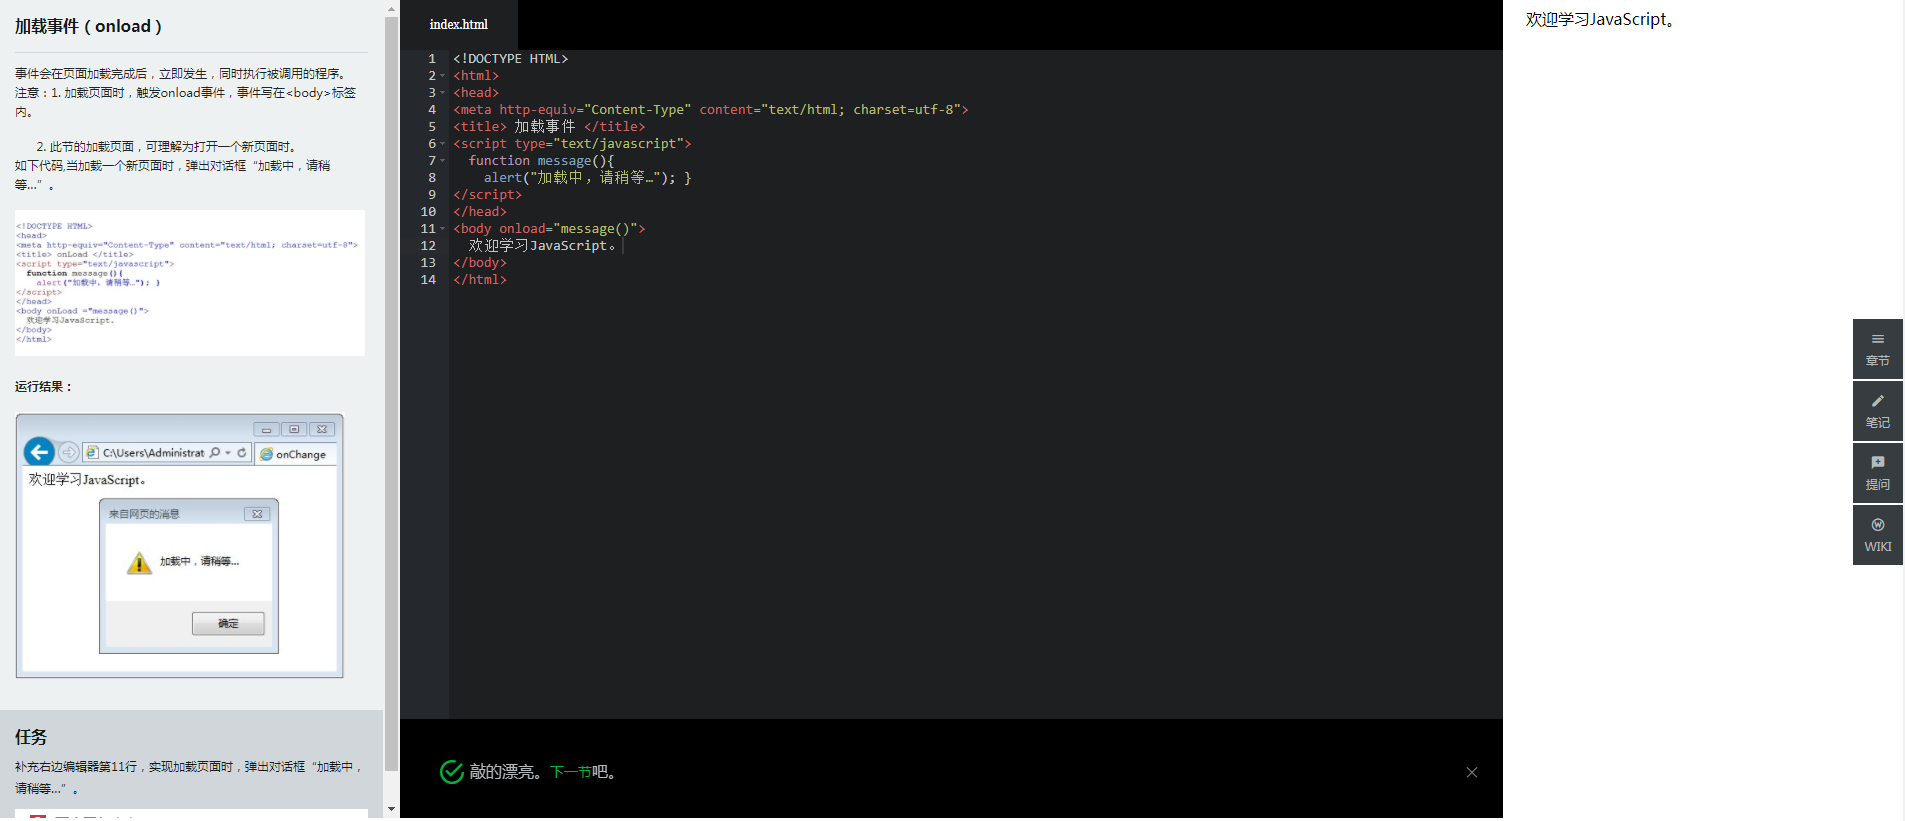 加载事件（onload）
事件会在页面加载完成后，立即发生，同时执行被调用的程序。
注意：1. 加载页面时，触发onload事件，事件写在<body>标签
内。
2. 此节的加载页面，可理解为打开一个新页面时。
如下代码,当加载一个新页面时，弹出对话框“加载中，请稍
等…”。
<!DOCTYPE HTML>
<head>
<meta http-equiv="Content-Type" content="text/html; charset=utf-8">
<title> onLoad </title>
<script type="text/javascript">
function message(){
alert("加载中，请稍等…"); }
</script>
</head>
<body onLoad ="message()">
欢迎学习JavaScript。
</body>
</html>
运行结果：
C:\Users\Administrat
onChange
欢迎学习JavaScript。
来自网页的消息
加载中，请稍等...
确定
任务
补充右边编辑器第11行，实现加载页面时，弹出对话框“加载中，
请稍等…”。
index.html
1 <!DOCTYPE HTML>
2 <html>
3 <head>
4 <meta http-equiv="Content-Type" content="text/html; charset=utf-8">
5 <title> 加载事件 </title>
6 <script type="text/javascript">
7 function message(){
8 alert("加载中，请稍等…"); }
9 </script>
10 </head>
11 <body onload="message()">
12 欢迎学习JavaScript。
13 </body>
14 </html>
敲的漂亮。下一节吧。
欢迎学习JavaScript。
章节
笔记
提问
WIKI